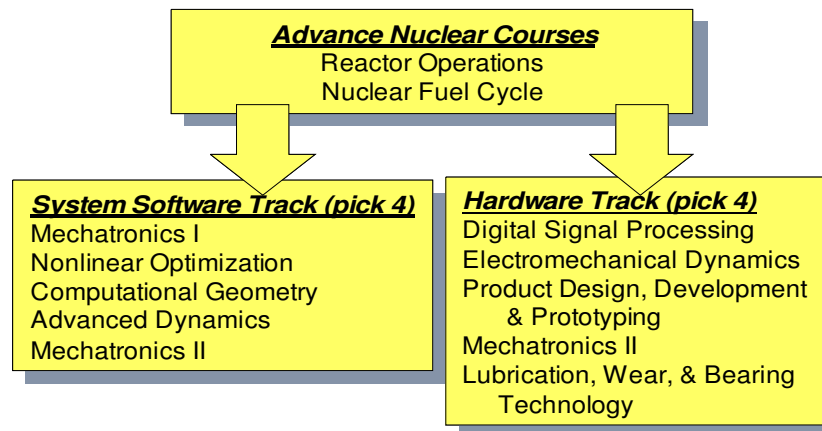 Advance Nuclear Courses
Reactor Operations
Nuclear Fuel Cycle
System Software Track (pick 4)
Mechatronics I
Nonlinear Optimization
Computational Geometry
Advanced Dynamics
Mechatronics II
Hardware Track (pick 4)
Digital Signal Processing
Electromechanical Dynamics
Product Design, Development
& Prototyping
Mechatronics II
Lubrication, Wear, & Bearing
Technology